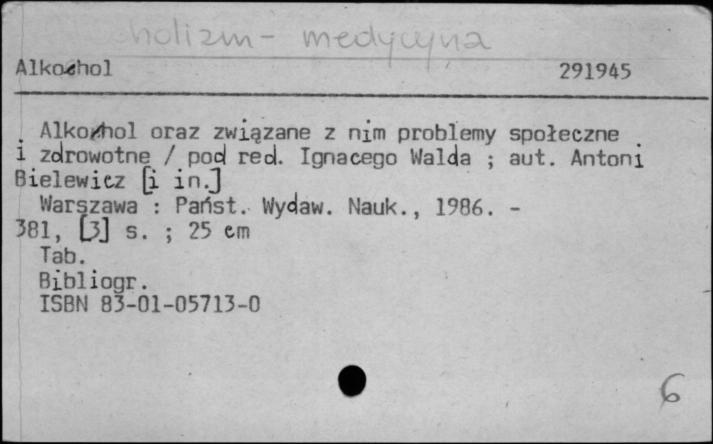 holizm - medycyna
Alkohol 291945
Alkohol oraz związane z nim problemy społeczne
i zdrowotne / pod red. Ignacego Walda ; aut. Antoni
Bielewicz [i in.]
Warszawa : Państ. Wydaw. Nauk., 1986. -
381, [3] s. ; 25 cm
Tab.
Bibliogr.
ISBN 83-01-05713-0
6